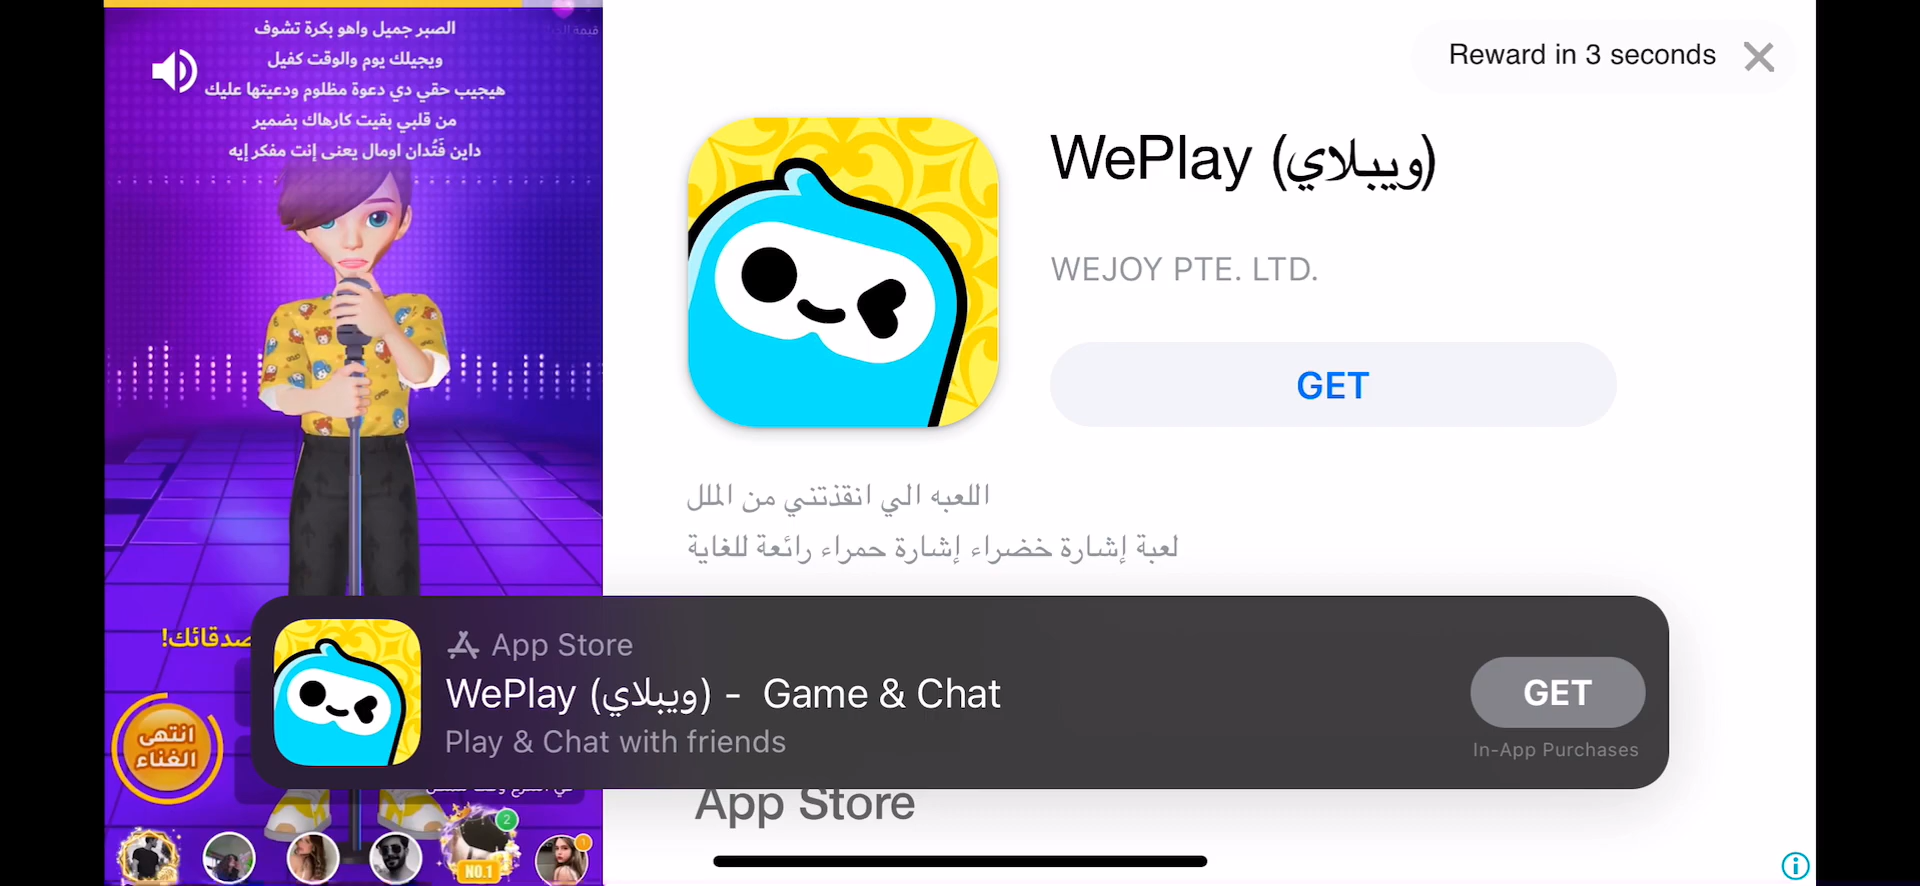 الصبر جميل واهو بكرة تشوف
ويجيلك يوم والوقت كفيل
هيجيب حقي دي دعوة مظلوم ودعيتها عليك
من قلبي بقيت كارهاك بضمير
داين فَتُدان اومال يعنى إنت مفكر إيه
Reward in 3 seconds
WePlay (ويبلاي)
WEJOY PTE. LTD.
GET
اللعبه الي انقذتني من الملل
لعبة إشارة خضراء إشارة حمراء رائعة للغاية
App Store
WePlay (ويبلاي) - Game & Chat
Play & Chat with friends
GET
In-App Purchases
انتهى
الغناء
App Store
2
NO.1
1